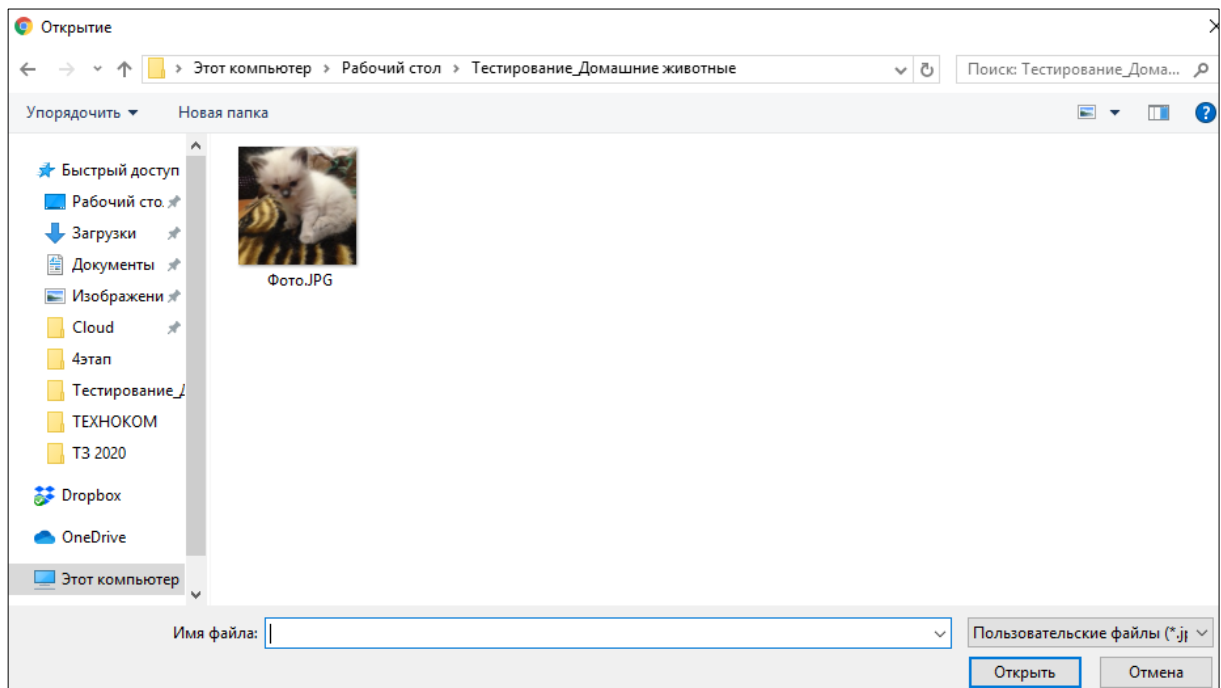 Открытие
Этот компьютер > Рабочий стол > Тестирование_Домашние животные
Поиск: Тестирование_Дома...
Упорядочить
Новая папка
Быстрый доступ
Рабочий сто.
Загрузки
Документы
Изображени
Cloud
4этап
Тестирование_Д
ТЕХНОКОМ
ТЗ 2020
Dropbox
OneDrive
Этот компьютер
Фото.JPG
Имя файла:
Пользовательские файлы (*.jp
Открыть
Отмена